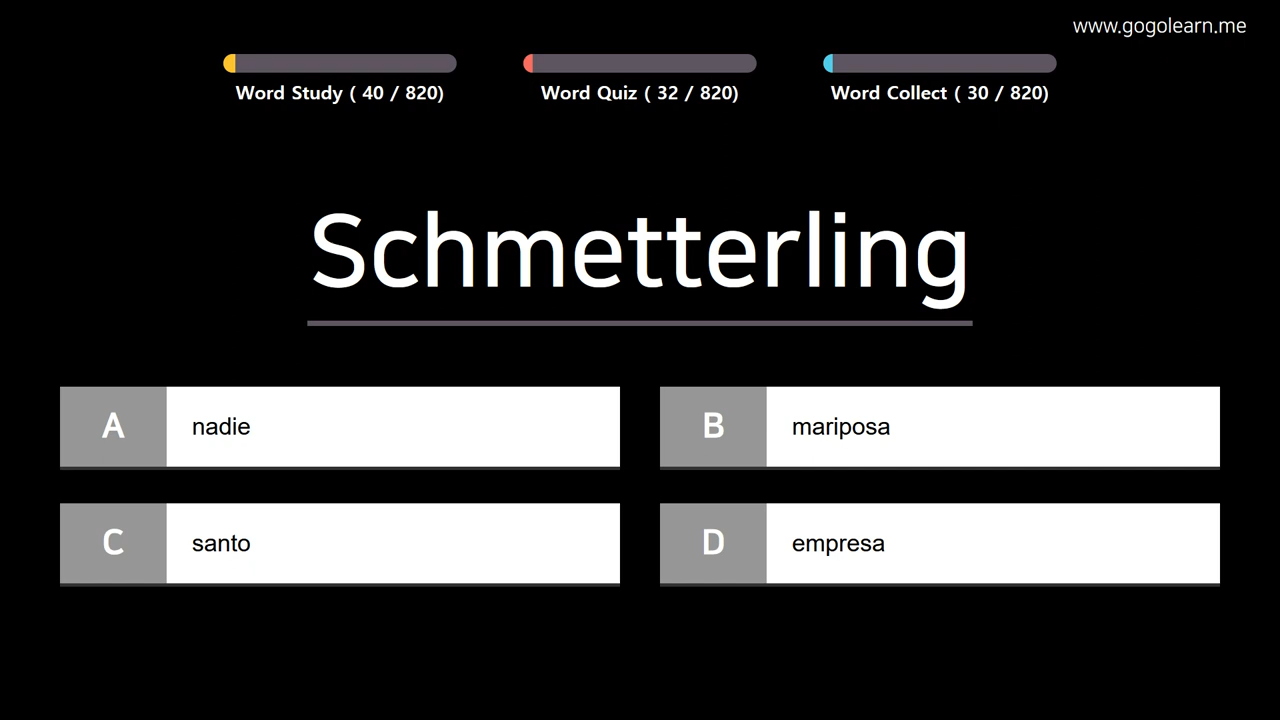 www.gogolearn.me
Word Study ( 40 / 820)
Word Quiz ( 32 / 820)
Word Collect ( 30 / 820)
Schmetterling
A nadie
B mariposa
C santo
D empresa